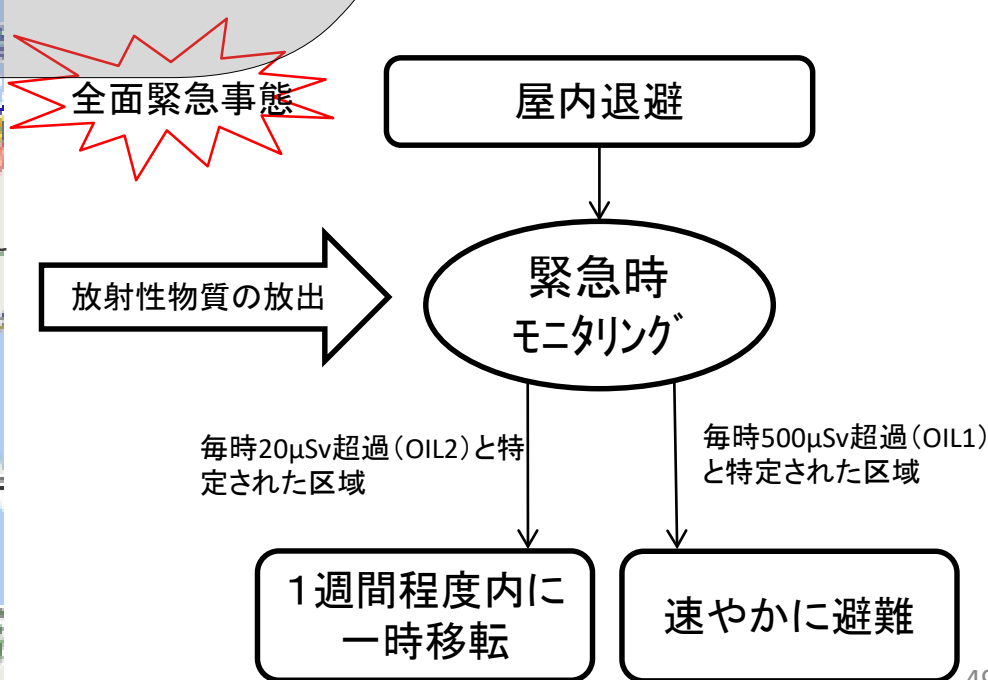 全面緊急事態
屋内退避
放射性物質の放出
緊急時
モニタリング
毎時20μSv超過（OIL2）と特
定された区域
毎時500μSv超過（OIL1）
と特定された区域
１週間程度内に
一時移転
速やかに避難